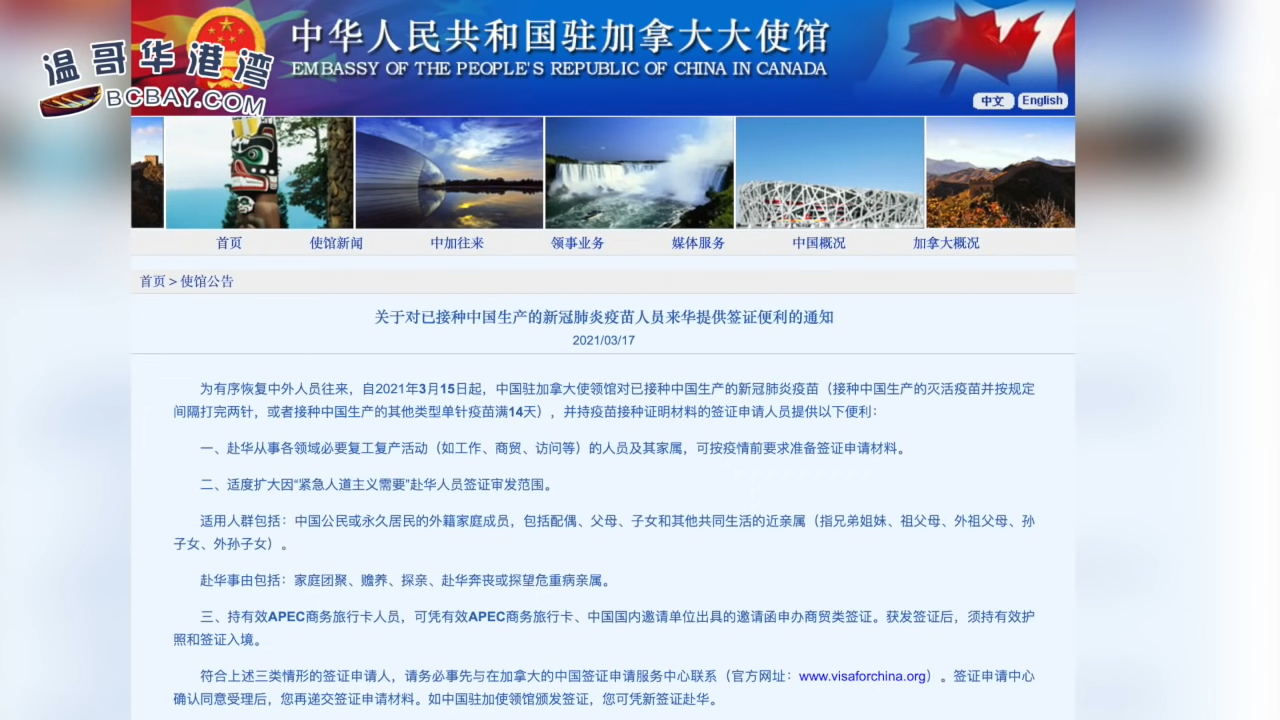 中华人民共和国驻加拿大大使馆
EMBASSY OF THE PEOPLE'S REPUBLIC OF CHINA IN CANADA
温哥华港湾
BCBAY.COM
中文 English
首页 使馆新闻 中加往来 领事业务 媒体服务 中国概况 加拿大概况
首页 > 使馆公告
关于对已接种中国生产的新冠肺炎疫苗人员来华提供签证便利的通知
2021/03/17
为有序恢复中外人员往来，自2021年3月15日起，中国驻加拿大使领馆对已接种中国生产的新冠肺炎疫苗（接种中国生产的灭活疫苗并按规定
间隔打完两针，或者接种中国生产的其他类型单针疫苗满14天），并持疫苗接种证明材料的签证申请人员提供以下便利：
一、赴华从事各领域必要复工复产活动（如工作、商贸、访问等）的人员及其家属，可按疫情前要求准备签证申请材料。
二、适度扩大因“紧急人道主义需要”赴华人员签证审发范围。
适用人群包括：中国公民或永久居民的外籍家庭成员，包括配偶、父母、子女和其他共同生活的近亲属（指兄弟姐妹、祖父母、外祖父母、孙
子女、外孙子女）。
赴华事由包括：家庭团聚、赡养、探亲、赴华奔丧或探望危重病亲属。
三、持有效APEC商务旅行卡人员，可凭有效APEC商务旅行卡、中国国内邀请单位出具的邀请函申办商贸类签证。获发签证后，须持有效护
照和签证入境。
符合上述三类情形的签证申请人，请务必事先与在加拿大的中国签证申请服务中心联系（官方网址：www.visaforchina.org）。签证申请中心
确认同意受理后，您再递交签证申请材料。如中国驻加使领馆颁发签证，您可凭新签证赴华。